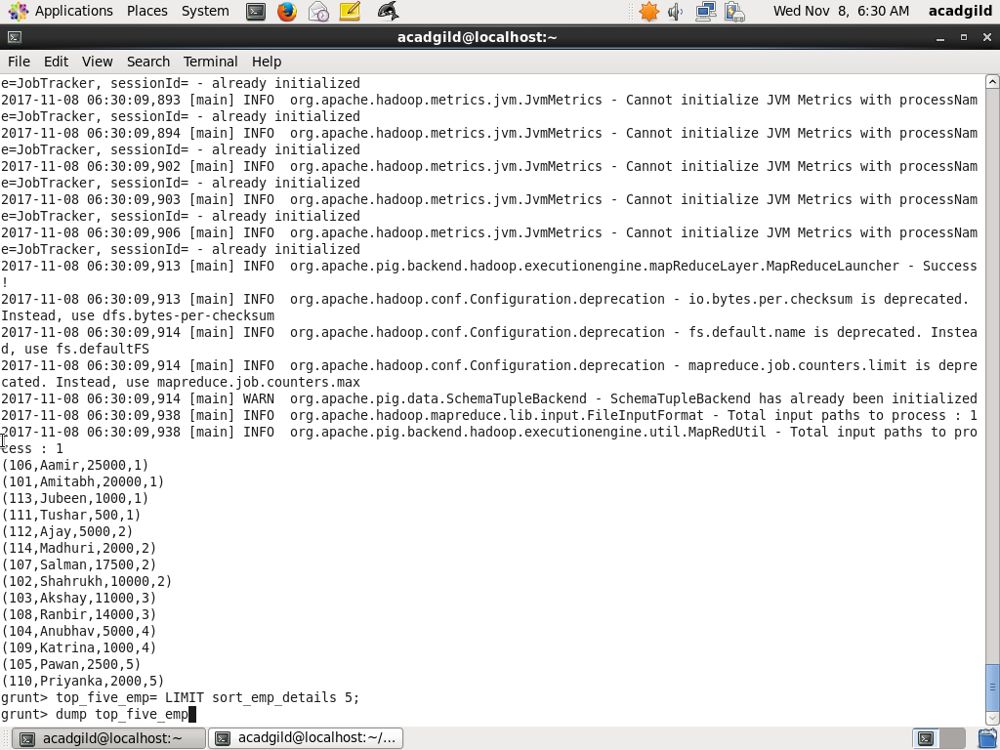 Applications Places System Wed Nov 8, 6:30 AM acadgild
acadgild@localhost:~
File Edit View Search Terminal Help
e=JobTracker, sessionId= - already initialized
2017-11-08 06:30:09,893 [main] INFO  org.apache.hadoop.metrics.jvm.JvmMetrics - Cannot initialize JVM Metrics with processNam
e=JobTracker, sessionId= - already initialized
2017-11-08 06:30:09,894 [main] INFO  org.apache.hadoop.metrics.jvm.JvmMetrics - Cannot initialize JVM Metrics with processNam
e=JobTracker, sessionId= - already initialized
2017-11-08 06:30:09,902 [main] INFO  org.apache.hadoop.metrics.jvm.JvmMetrics - Cannot initialize JVM Metrics with processNam
e=JobTracker, sessionId= - already initialized
2017-11-08 06:30:09,903 [main] INFO  org.apache.hadoop.metrics.jvm.JvmMetrics - Cannot initialize JVM Metrics with processNam
e=JobTracker, sessionId= - already initialized
2017-11-08 06:30:09,906 [main] INFO  org.apache.hadoop.metrics.jvm.JvmMetrics - Cannot initialize JVM Metrics with processNam
e=JobTracker, sessionId= - already initialized
2017-11-08 06:30:09,913 [main] INFO  org.apache.pig.backend.hadoop.executionengine.mapReduceLayer.MapReduceLauncher - Success
!
2017-11-08 06:30:09,913 [main] INFO  org.apache.hadoop.conf.Configuration.deprecation - io.bytes.per.checksum is deprecated.
Instead, use dfs.bytes-per-checksum
2017-11-08 06:30:09,914 [main] INFO  org.apache.hadoop.conf.Configuration.deprecation - fs.default.name is deprecated. Instea
d, use fs.defaultFS
2017-11-08 06:30:09,914 [main] INFO  org.apache.hadoop.conf.Configuration.deprecation - mapreduce.job.counters.limit is depre
cated. Instead, use mapreduce.job.counters.max
2017-11-08 06:30:09,914 [main] WARN  org.apache.pig.data.SchemaTupleBackend - SchemaTupleBackend has already been initialized
2017-11-08 06:30:09,938 [main] INFO  org.apache.hadoop.mapreduce.lib.input.FileInputFormat - Total input paths to process : 1
2017-11-08 06:30:09,938 [main] INFO  org.apache.pig.backend.hadoop.executionengine.util.MapRedUtil - Total input paths to pro
cess : 1
(106,Aamir,25000,1)
(101,Amitabh,20000,1)
(113,Jubeen,1000,1)
(111,Tushar,500,1)
(112,Ajay,5000,2)
(114,Madhuri,2000,2)
(107,Salman,17500,2)
(102,Shahrukh,10000,2)
(103,Akshay,11000,3)
(108,Ranbir,14000,3)
(104,Anubhav,5000,4)
(109,Katrina,1000,4)
(105,Pawan,2500,5)
(110,Priyanka,2000,5)
grunt> top_five_emp= LIMIT sort_emp_details 5;
grunt> dump top_five_emp
acadgild@localhost:~ acadgild@localhost:~/...